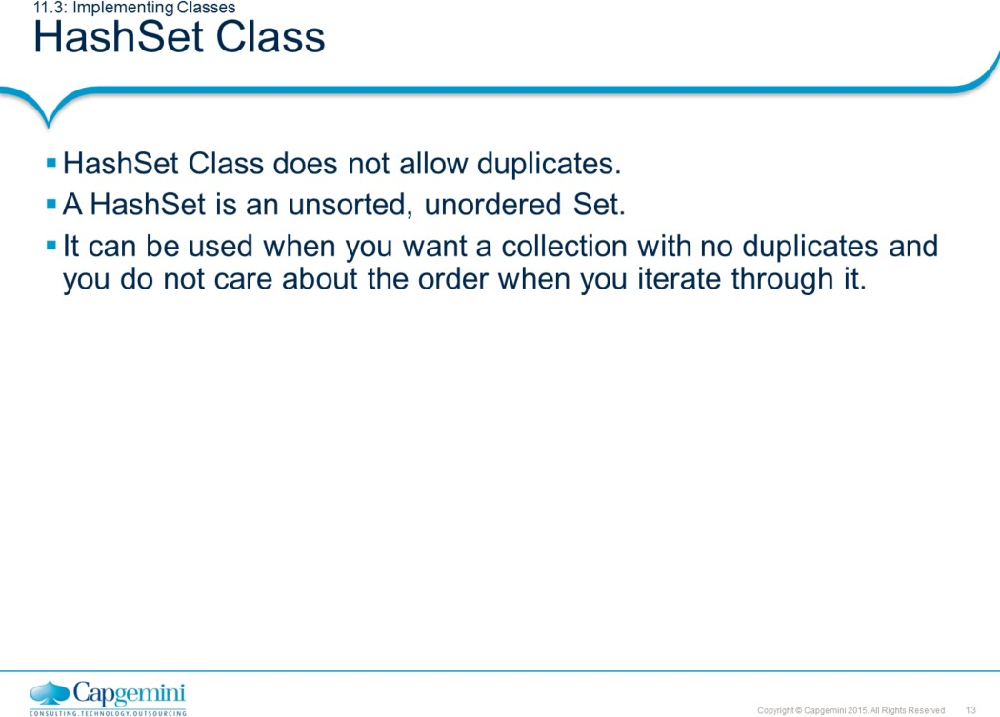 11.3: Implementing Classes
HashSet Class
▪ HashSet Class does not allow duplicates.
▪ A HashSet is an unsorted, unordered Set.
▪ It can be used when you want a collection with no duplicates and
you do not care about the order when you iterate through it.
Capgemini
CONSULTING.TECHNOLOGY.OUTSOURCING
Copyright © Capgemini 2015. All Rights Reserved 13